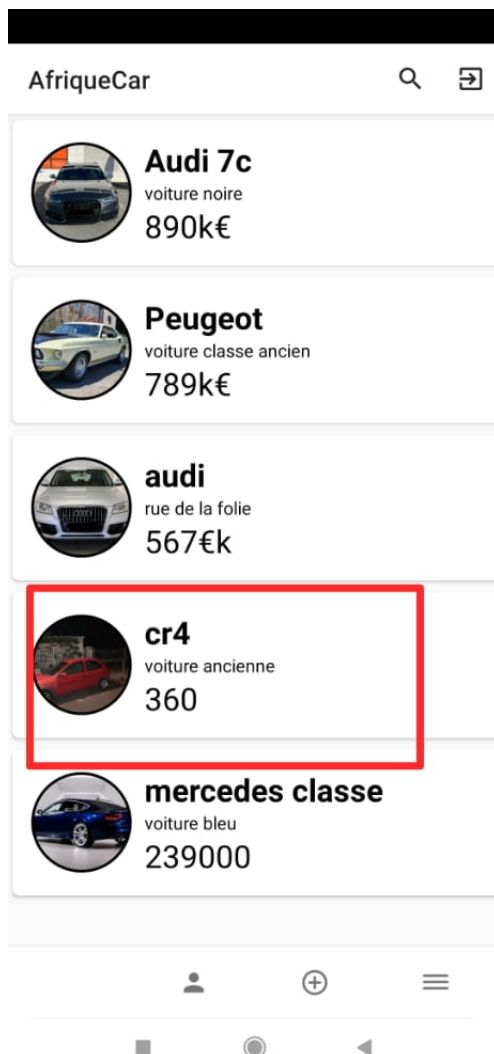 AfriqueCar
Audi 7c
voiture noire
890k€
Peugeot
voiture classe ancien
789k€
audi
rue de la folie
567€k
cr4
voiture ancienne
360
mercedes classe
voiture bleu
239000